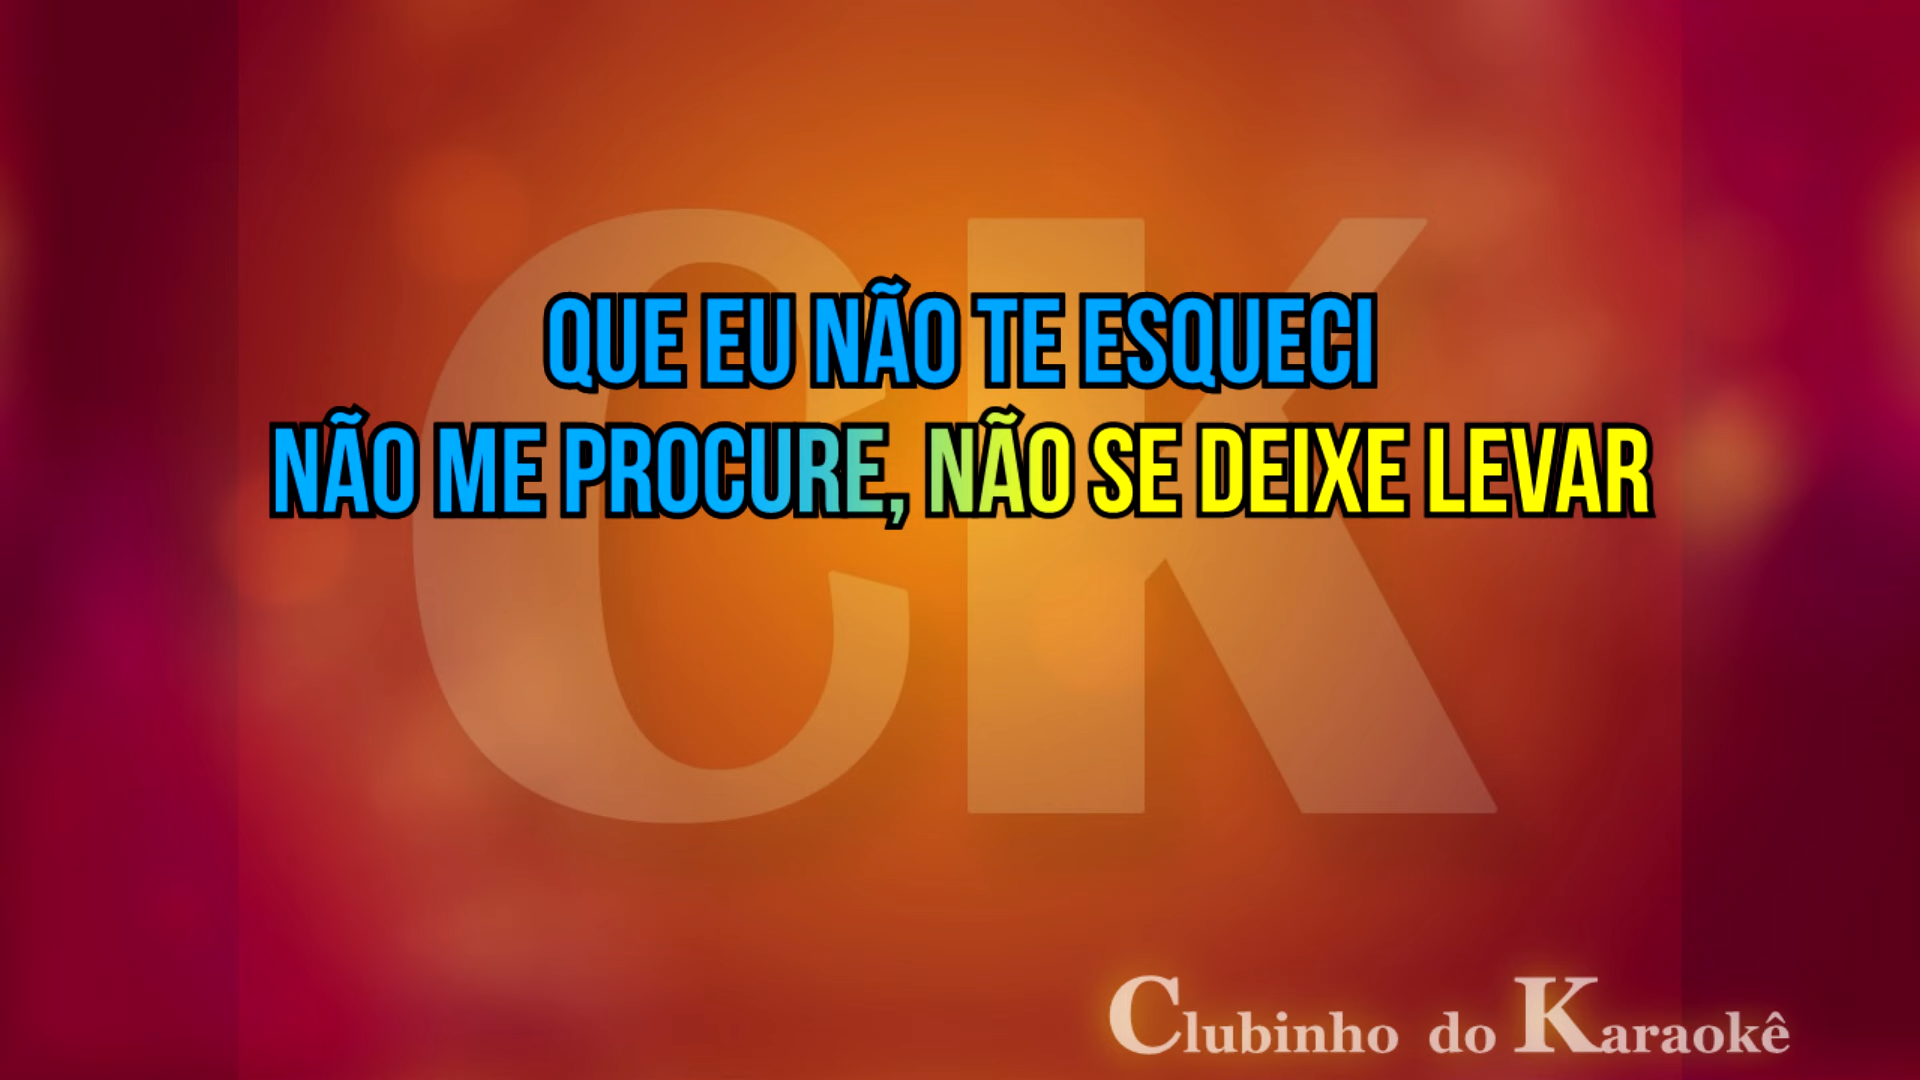 QUE EU NÃO TE ESQUECI
NÃO ME PROCURE, NÃO SE DEIXE LEVAR
CK
Clubinho do Karaokê